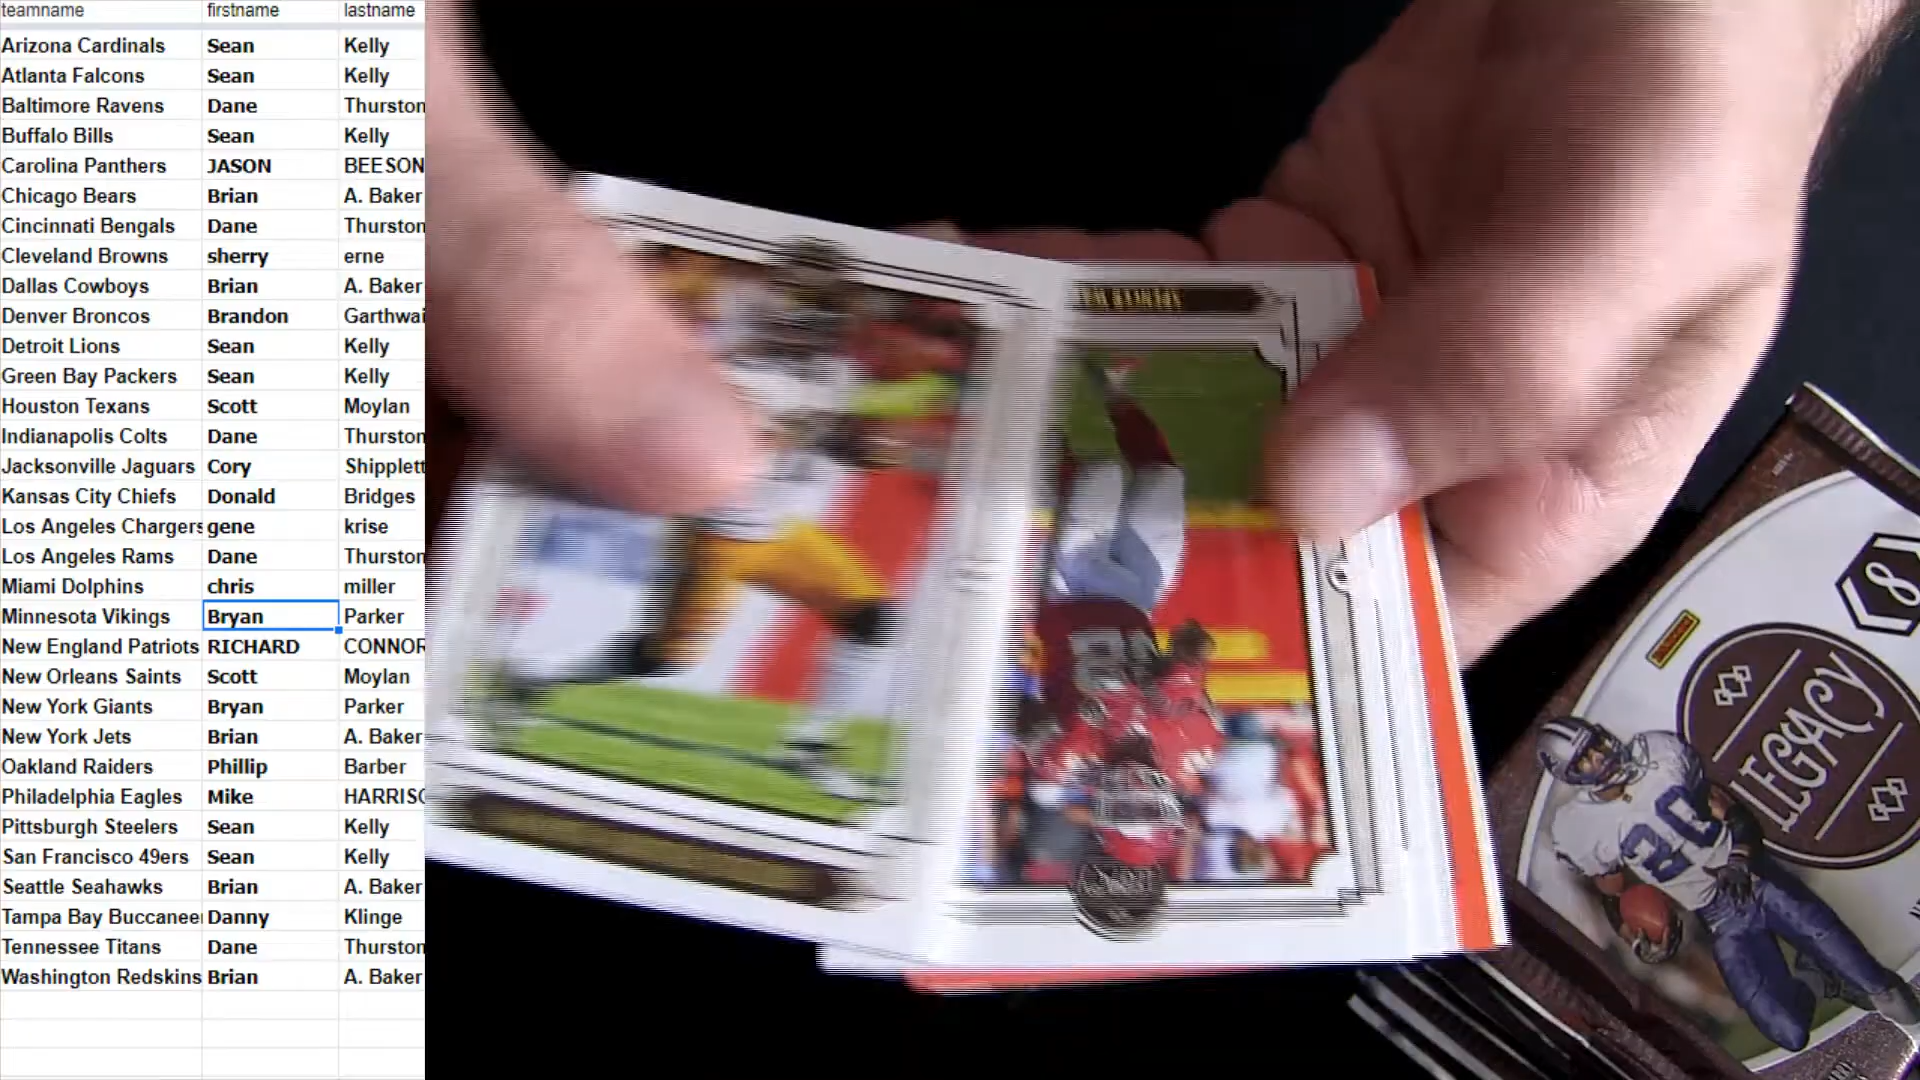 teamname firstname lastname
Arizona Cardinals Sean Kelly
Atlanta Falcons Sean Kelly
Baltimore Ravens Dane Thurston
Buffalo Bills Sean Kelly
Carolina Panthers JASON BEESON
Chicago Bears Brian A. Baker
Cincinnati Bengals Dane Thurston
Cleveland Browns sherry erne
Dallas Cowboys Brian A. Baker
Denver Broncos Brandon Garthwai
Detroit Lions Sean Kelly
Green Bay Packers Sean Kelly
Houston Texans Scott Moylan
Indianapolis Colts Dane Thurston
Jacksonville Jaguars Cory Shipplett
Kansas City Chiefs Donald Bridges
Los Angeles Chargers gene krise
Los Angeles Rams Dane Thurston
Miami Dolphins chris miller
Minnesota Vikings Bryan Parker
New England Patriots RICHARD CONNOR
New Orleans Saints Scott Moylan
New York Giants Bryan Parker
New York Jets Brian A. Baker
Oakland Raiders Phillip Barber
Philadelphia Eagles Mike HARRISO
Pittsburgh Steelers Sean Kelly
San Francisco 49ers Sean Kelly
Seattle Seahawks Brian A. Baker
Tampa Bay Buccaneer Danny Klinge
Tennessee Titans Dane Thurston
Washington Redskins Brian A. Baker
8
PANINI
LEGACY
20